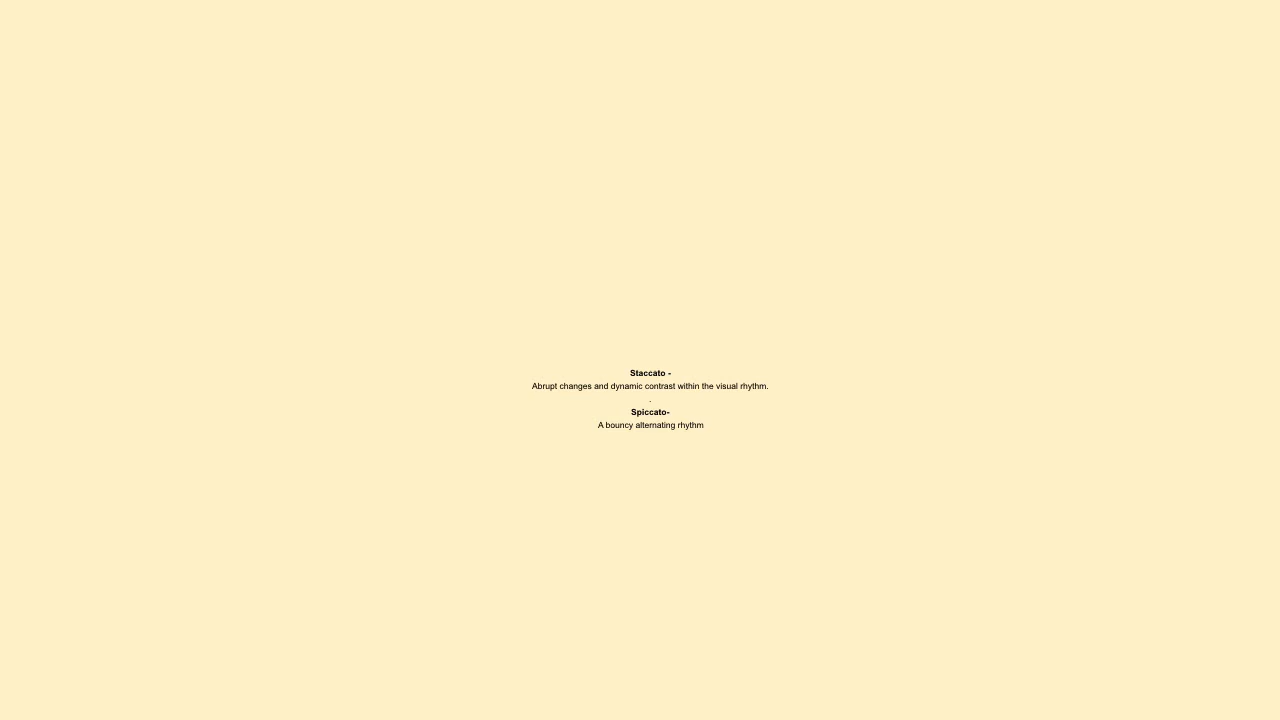 Staccato -
Abrupt changes and dynamic contrast within the visual rhythm.
.
Spiccato-
A bouncy alternating rhythm